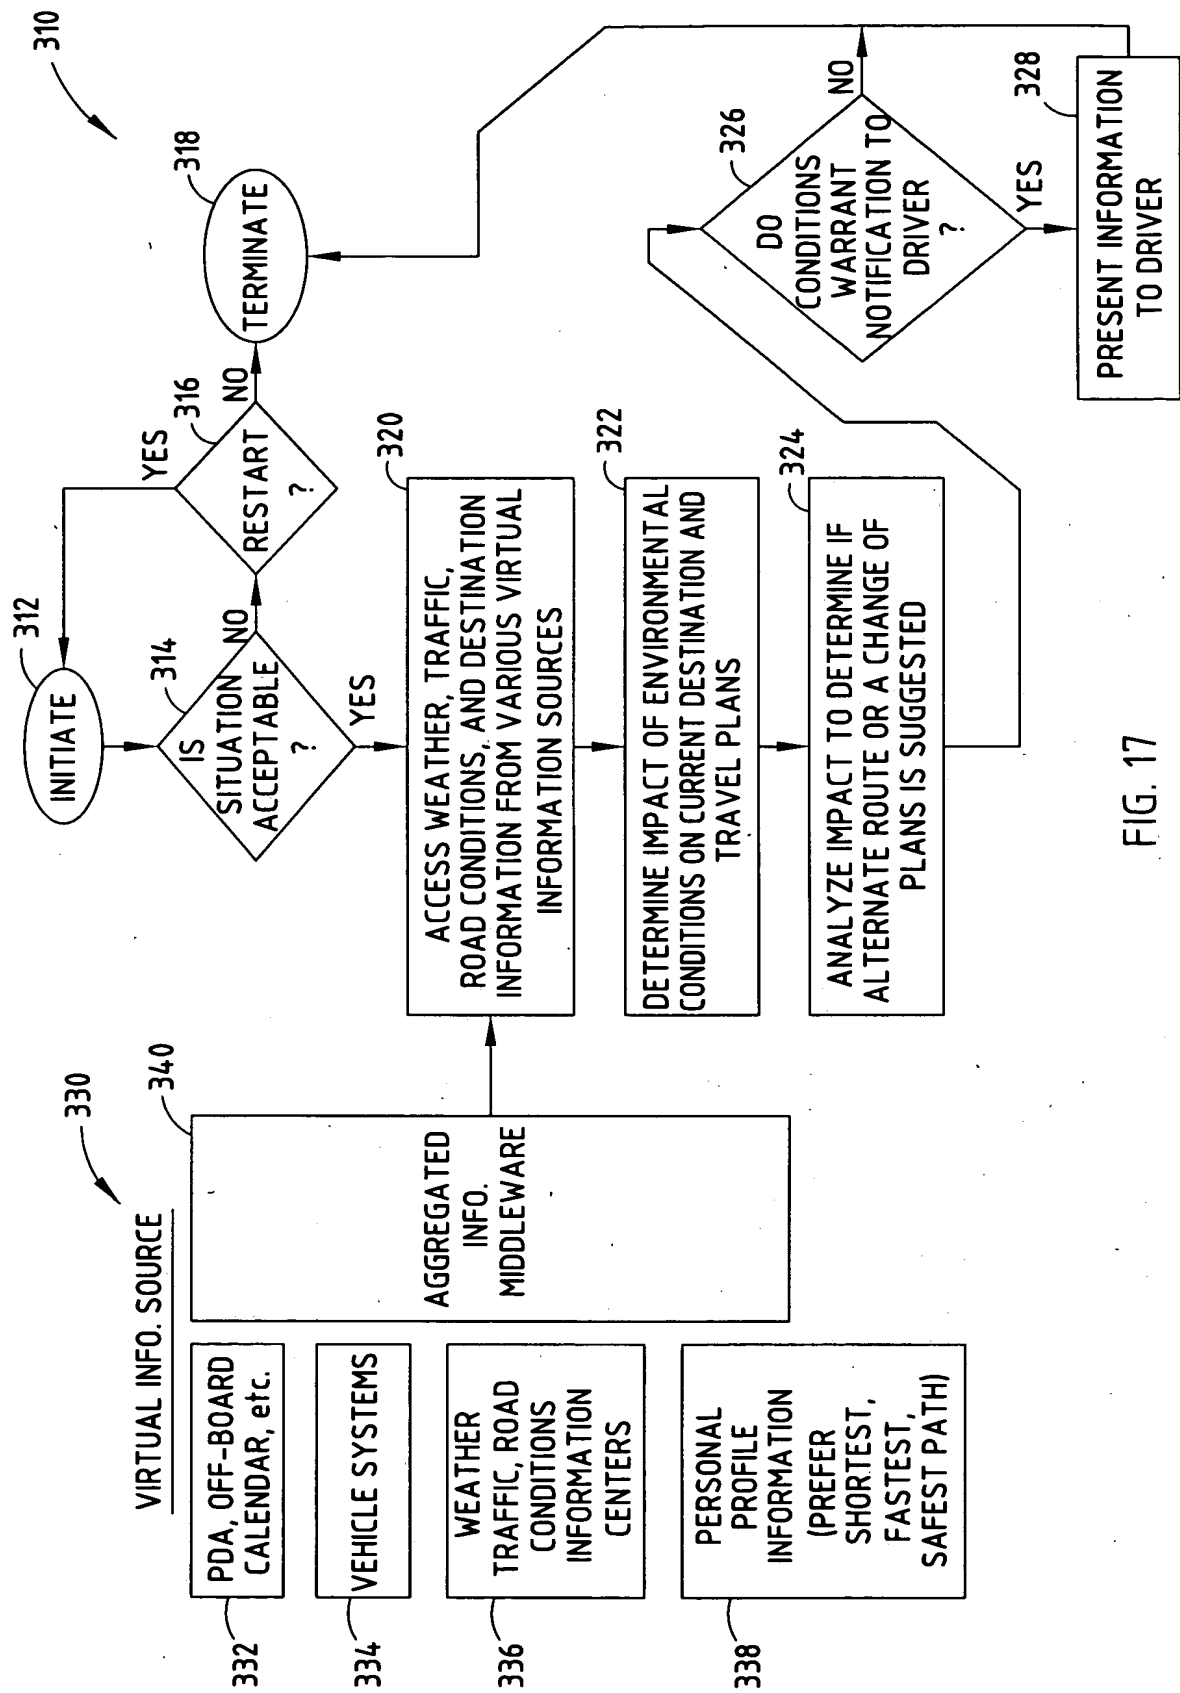 310
VIRTUAL INFO. SOURCE
330
332
PDA, OFF-BOARD
CALENDAR, etc.
334
VEHICLE SYSTEMS
336
WEATHER
TRAFFIC, ROAD
CONDITIONS
INFORMATION
CENTERS
338
PERSONAL
PROFILE
INFORMATION
(PREFER
SHORTEST,
FASTEST,
SAFEST PATH)
340
AGGREGATED
INFO.
MIDDLEWARE
312
INITIATE
314
IS
SITUATION
ACCEPTABLE
?
NO
YES
316
RESTART
?
YES
NO
318
TERMINATE
320
ACCESS WEATHER, TRAFFIC,
ROAD CONDITIONS, AND DESTINATION
INFORMATION FROM VARIOUS VIRTUAL
INFORMATION SOURCES
322
DETERMINE IMPACT OF ENVIRONMENTAL
CONDITIONS ON CURRENT DESTINATION AND
TRAVEL PLANS
324
ANALYZE IMPACT TO DETERMINE IF
ALTERNATE ROUTE OR A CHANGE OF
PLANS IS SUGGESTED
326
DO
CONDITIONS
WARRANT
NOTIFICATION TO
DRIVER
?
NO
YES
328
PRESENT INFORMATION
TO DRIVER
FIG. 17